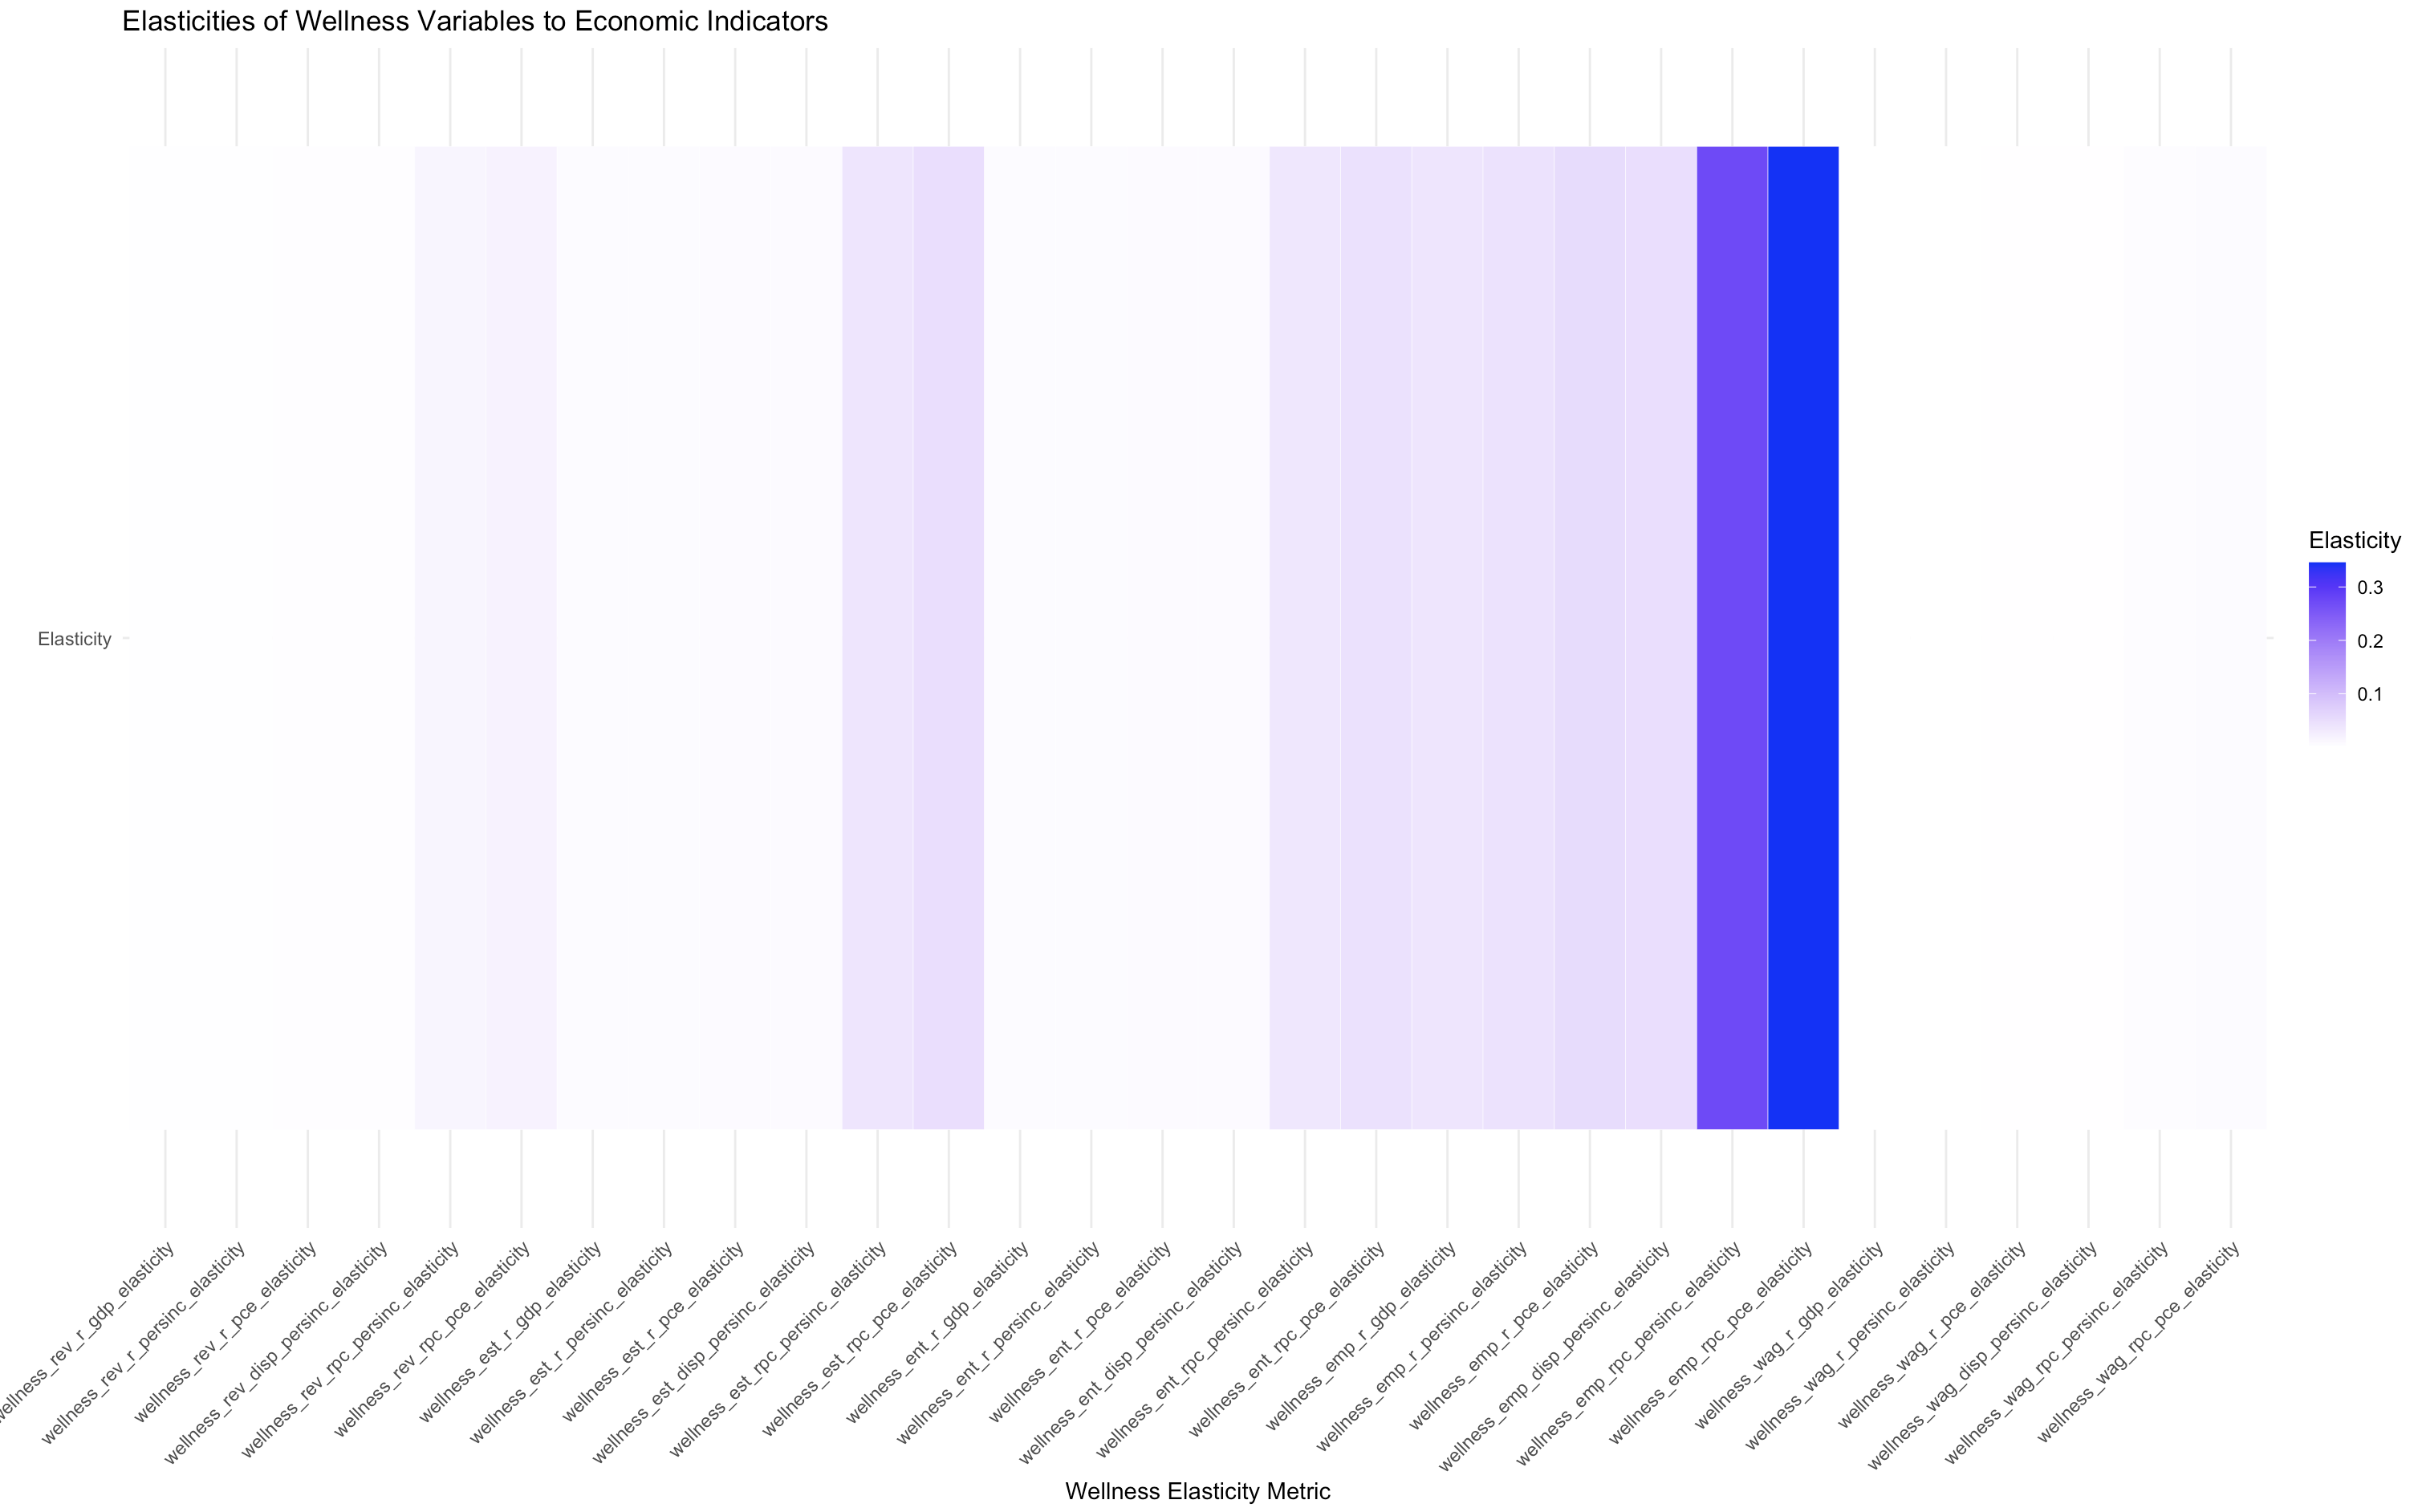 Elasticities of Wellness Variables to Economic Indicators
Elasticity
Elasticity
0.3
0.2
0.1
wellness_rev_r_gdp_elasticity
wellness_rev_r_persinc_elasticity
wellness_rev_r_pce_elasticity
wellness_rev_disp_persinc_elasticity
wellness_rev_rpc_persinc_elasticity
wellness_rev_rpc_pce_elasticity
wellness_est_r_gdp_elasticity
wellness_est_r_persinc_elasticity
wellness_est_r_pce_elasticity
wellness_est_disp_persinc_elasticity
wellness_est_rpc_persinc_elasticity
wellness_est_rpc_pce_elasticity
wellness_ent_r_gdp_elasticity
wellness_ent_r_persinc_elasticity
wellness_ent_r_pce_elasticity
wellness_ent_disp_persinc_elasticity
wellness_ent_rpc_persinc_elasticity
wellness_ent_rpc_pce_elasticity
wellness_emp_r_gdp_elasticity
wellness_emp_r_persinc_elasticity
wellness_emp_r_pce_elasticity
wellness_emp_disp_persinc_elasticity
wellness_emp_rpc_persinc_elasticity
wellness_emp_rpc_pce_elasticity
wellness_wag_r_gdp_elasticity
wellness_wag_r_persinc_elasticity
wellness_wag_r_pce_elasticity
wellness_wag_disp_persinc_elasticity
wellness_wag_rpc_persinc_elasticity
wellness_wag_rpc_pce_elasticity
Wellness Elasticity Metric